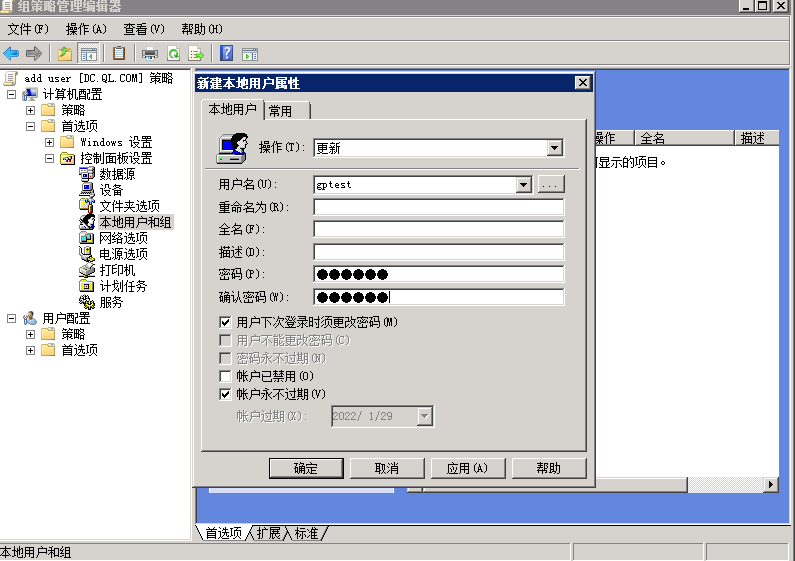 组策略管理编辑器
文件(F) 操作(A) 查看(V) 帮助(H)
add user [DC.QL.COM] 策略
计算机配置
策略
首选项
Windows 设置
控制面板设置
数据源
设备
文件夹选项
本地用户和组
网络选项
电源选项
打印机
计划任务
服务
用户配置
策略
首选项
新建本地用户属性
本地用户 常用
操作(T): 更新
用户名(U): gptest ...
重命名为(R):
全名(F):
描述(D):
密码(P): ●●●●●●
确认密码(W): ●●●●●●
用户下次登录时须更改密码(M)
用户不能更改密码(C)
密码永不过期(N)
帐户已禁用(O)
帐户永不过期(V)
帐户过期(X): 2022/ 1/29
确定 取消 应用(A) 帮助
操作 全名 描述
可显示的项目。
首选项 扩展 标准
本地用户和组